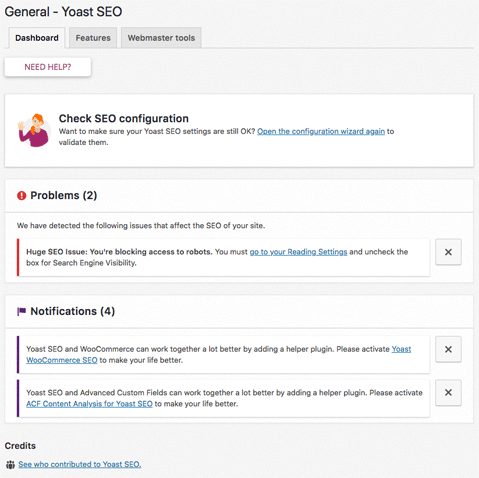 General - Yoast SEO
Dashboard
Features
Webmaster tools
NEED HELP?
Check SEO configuration
Want to make sure your Yoast SEO settings are still OK? Open the configuration wizard again to
validate them.
Problems (2)
We have detected the following issues that affect the SEO of your site.
Huge SEO Issue: You're blocking access to robots. You must go to your Reading Settings and uncheck
the box for Search Engine Visibility.
Notifications (4)
Yoast SEO and WooCommerce can work together a lot better by adding a helper plugin. Please activate Yoast
WooCommerce SEO to make your life better.
Yoast SEO and Advanced Custom Fields can work together a lot better by adding a helper plugin. Please activate
ACF Content Analysis for Yoast SEO to make your life better.
Credits
See who contributed to Yoast SEO.